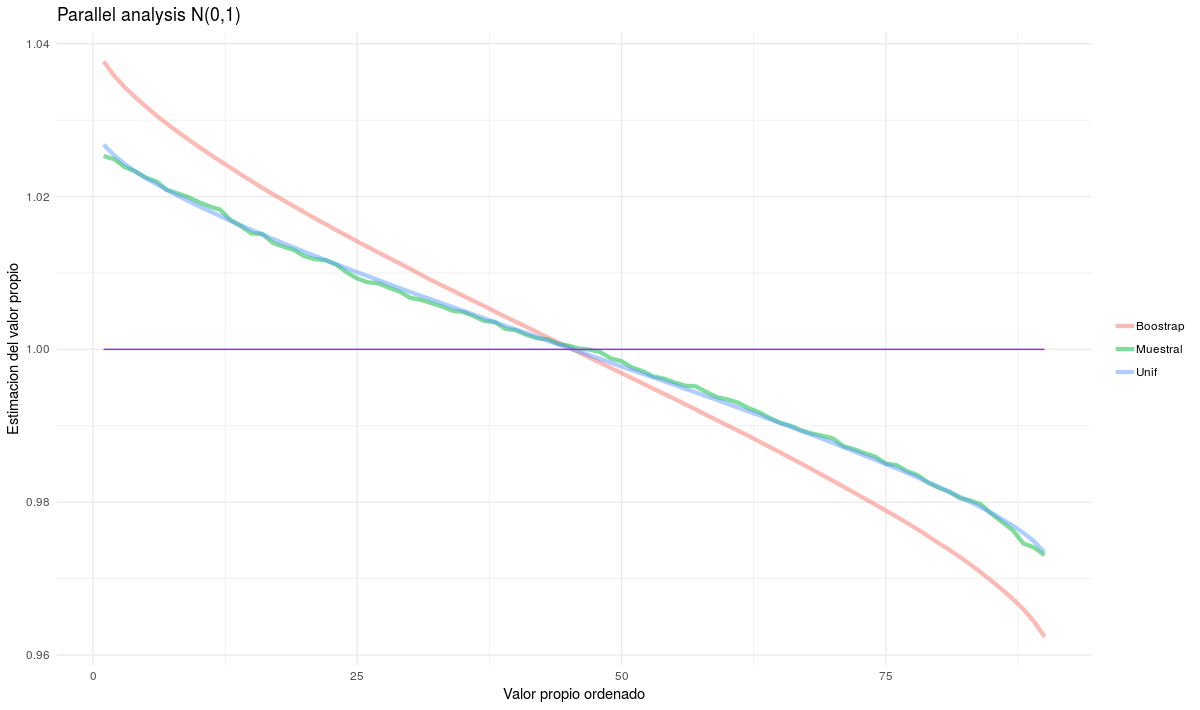 Parallel analysis N(0,1)
1.04
1.02
1.00
0.98
0.96
Estimacion del valor propio
0 25 50 75
Valor propio ordenado
Boostrap
Muestral
Unif